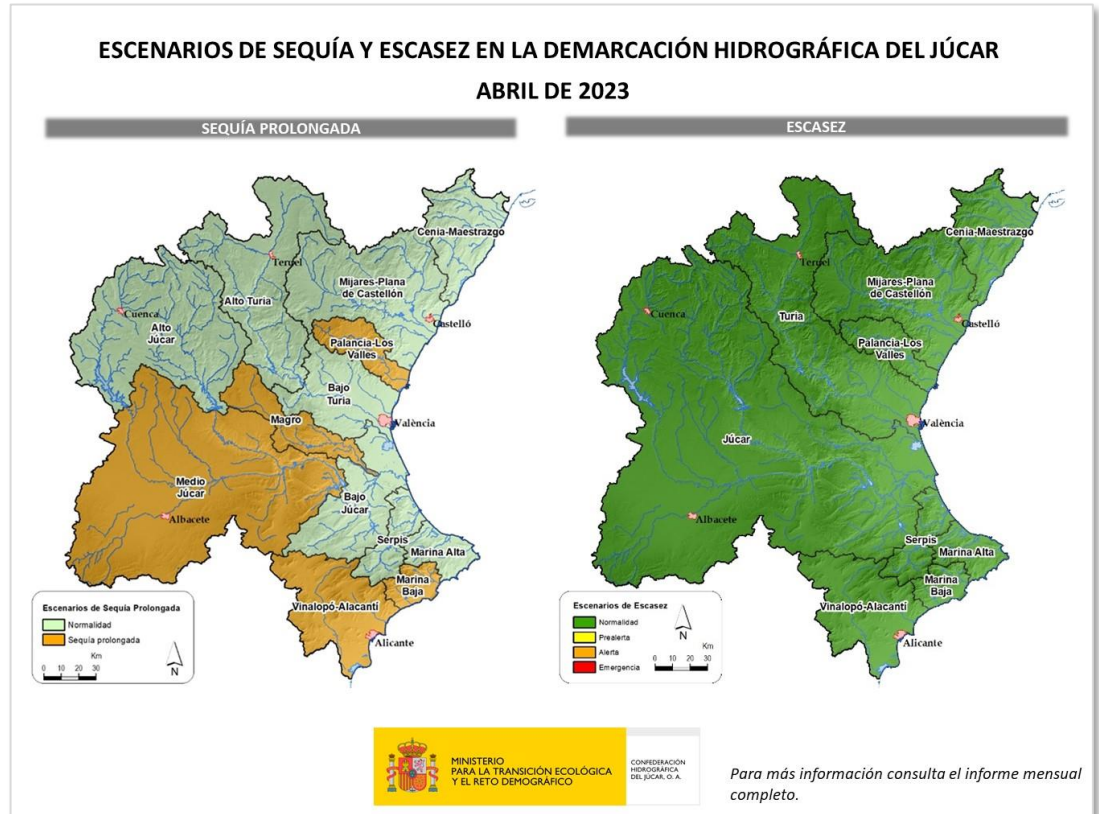 ESCENARIOS DE SEQUÍA Y ESCASEZ EN LA DEMARCACIÓN HIDROGRÁFICA DEL JÚCAR
ABRIL DE 2023
SEQUÍA PROLONGADA
Cenia-Maestrazgo
Teruel
Mijares-Plana
de Castellón
Alto Turia
Cuenca
Castelló
Alto
Júcar
Palancia-Los
Valles
Bajo
Turia
Magro
València
Medio
Júcar
Bajo
Júcar
Albacete
Serpis
Marina Alta
Marina
Baja
Vinalopó-Alacantí
Alicante
Escenarios de Sequía Prolongada
Normalidad
Sequía prolongada
Km
0 10 20 30
N
ESCASEZ
Cenia-Maestrazgo
Teruel
Mijares-Plana
de Castellón
Cuenca
Turia
Castelló
Palancia-Los
Valles
València
Júcar
Albacete
Serpis
Marina Alta
Marina
Baja
Vinalopó-Alacantí
Alicante
Escenarios de Escasez
Normalidad
Prealerta
Alerta
Emergencia
N
Km
0 10 20 30
MINISTERIO
PARA LA TRANSICIÓN ECOLÓGICA
Y EL RETO DEMOGRÁFICO
CONFEDERACIÓN
HIDROGRÁFICA
DEL JÚCAR, O. A.
Para más información consulta el informe mensual
completo.